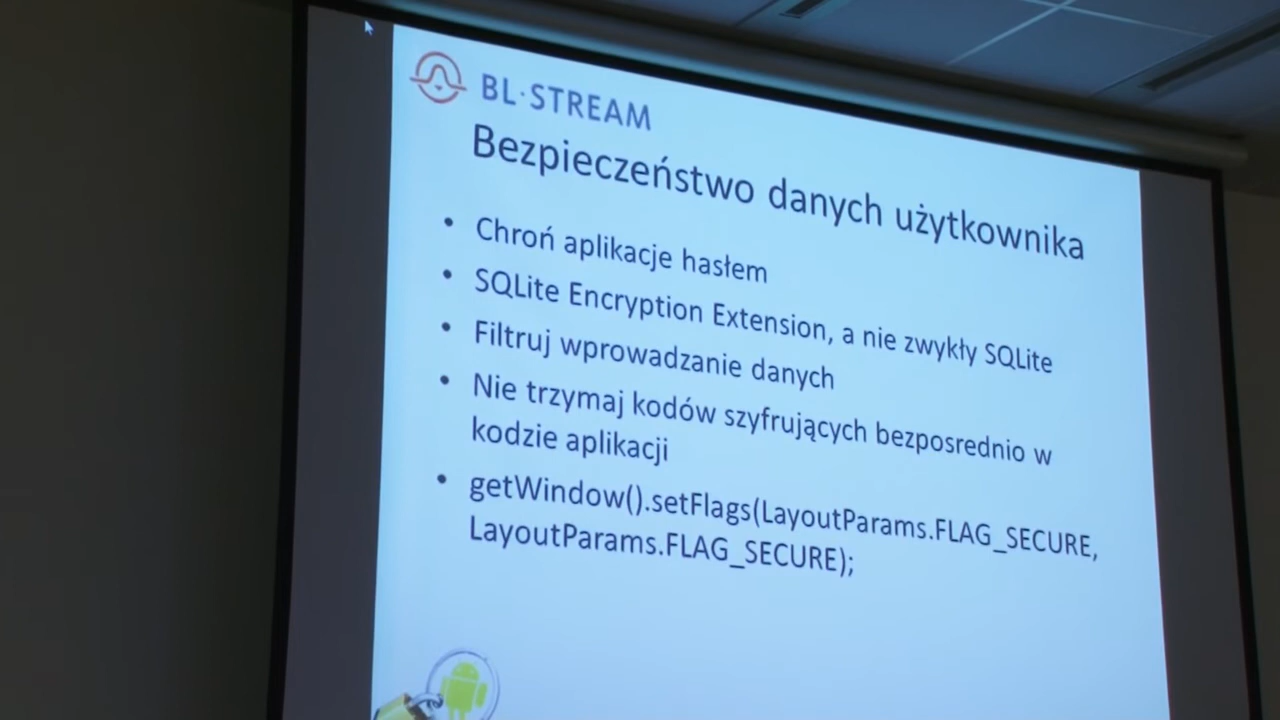 BL·STREAM
Bezpieczeństwo danych użytkownika
• Chroń aplikacje hasłem
• SQLite Encryption Extension, a nie zwykły SQLite
• Filtruj wprowadzanie danych
• Nie trzymaj kodów szyfrujących bezposrednio w
kodzie aplikacji
• getWindow().setFlags(LayoutParams.FLAG_SECURE,
LayoutParams.FLAG_SECURE);